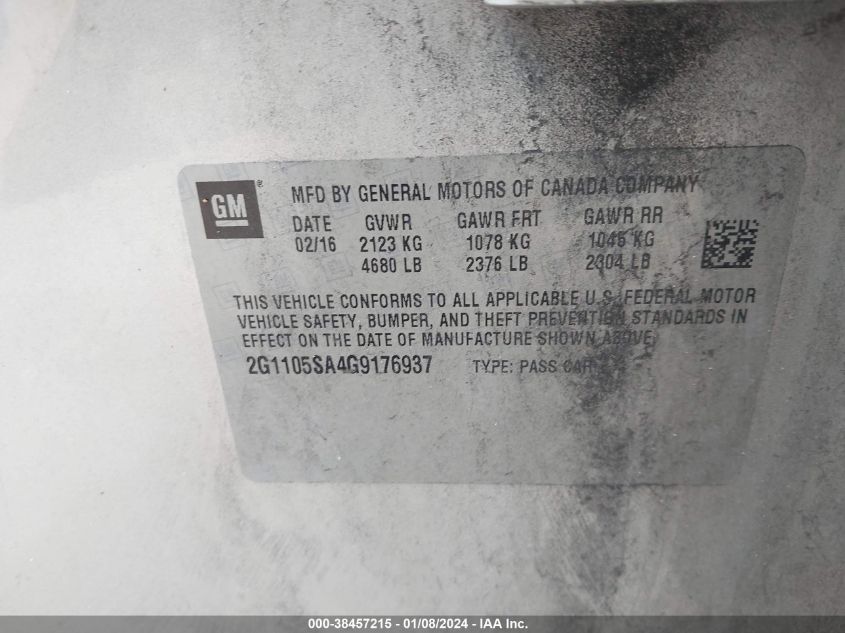 GM ®
MFD BY GENERAL MOTORS OF CANADA COMPANY
DATE GVWR GAWR FRT GAWR RR
02/16 2123 KG 1078 KG 1045 KG
4680 LB 2376 LB 2304 LB
THIS VEHICLE CONFORMS TO ALL APPLICABLE U.S. FEDERAL MOTOR
VEHICLE SAFETY, BUMPER, AND THEFT PREVENTION STANDARDS IN
EFFECT ON THE DATE OF MANUFACTURE SHOWN ABOVE.
2G1105SA4G9176937 TYPE: PASS CAR
000-38457215 - 01/08/2024 - IAA Inc.